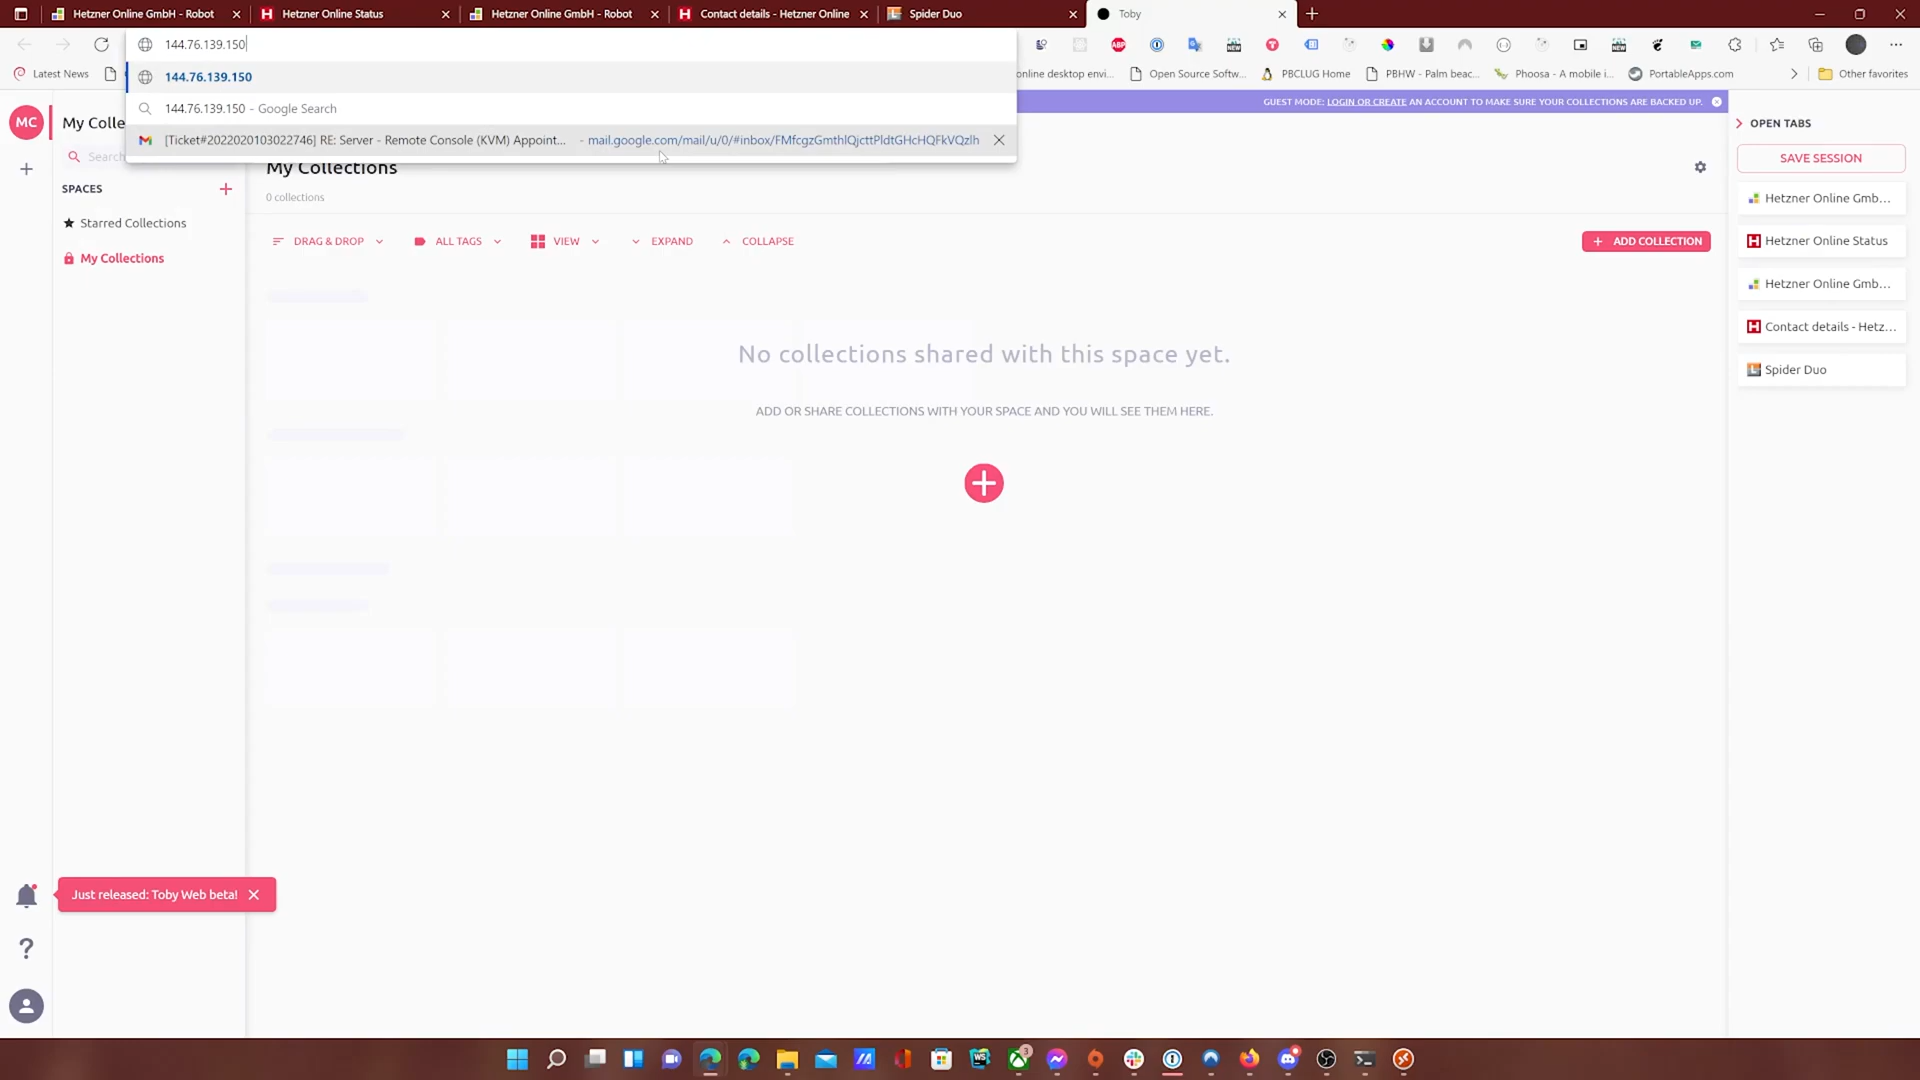 Hetzner Online GmbH - Robot
Hetzner Online Status
Hetzner Online GmbH - Robot
Contact details - Hetzner Online
Spider Duo
Toby
144.76.139.150
144.76.139.150
144.76.139.150 - Google Search
[Ticket#2022020103022746] RE: Server - Remote Console (KVM) Appoint... - mail.google.com/mail/u/0/#inbox/FMfcgzGmthlQjcttPldtGHcHQFkVQzlh
ABP
Latest News
online desktop envi...
Open Source Softw...
PBCLUG Home
PBHW - Palm beac...
Phoosa - A mobile i...
PortableApps.com
Other favorites
GUEST MODE: LOGIN OR CREATE AN ACCOUNT TO MAKE SURE YOUR COLLECTIONS ARE BACKED UP.
MC
My Colle
Search
SPACES
Starred Collections
My Collections
My Collections
0 collections
DRAG & DROP
ALL TAGS
VIEW
EXPAND
COLLAPSE
ADD COLLECTION
No collections shared with this space yet.
ADD OR SHARE COLLECTIONS WITH YOUR SPACE AND YOU WILL SEE THEM HERE.
OPEN TABS
SAVE SESSION
Hetzner Online Gmb...
Hetzner Online Status
Hetzner Online Gmb...
Contact details - Hetz...
Spider Duo
Just released: Toby Web beta!
?
WS
3